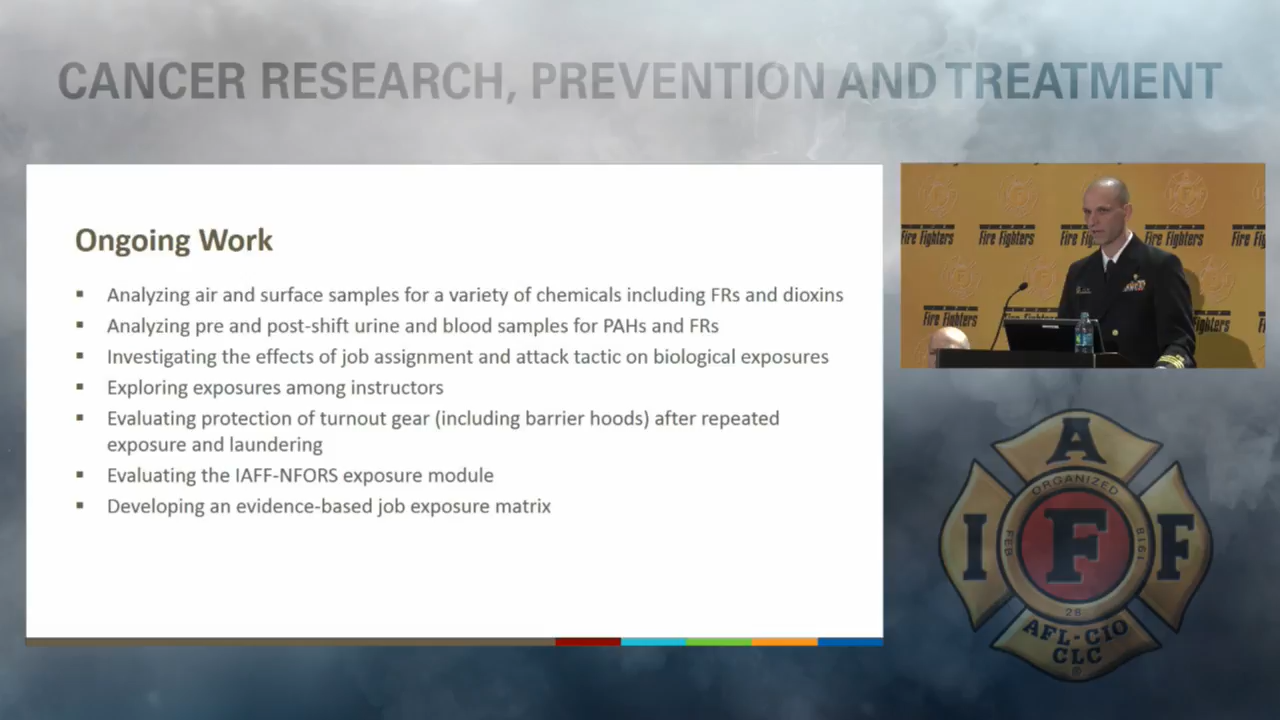 CANCER RESEARCH, PREVENTION AND TREATMENT
Ongoing Work
Analyzing air and surface samples for a variety of chemicals including FRs and dioxins
Analyzing pre and post-shift urine and blood samples for PAHs and FRs
Investigating the effects of job assignment and attack tactic on biological exposures
Exploring exposures among instructors
Evaluating protection of turnout gear (including barrier hoods) after repeated
exposure and laundering
Evaluating the IAFF-NFORS exposure module
Developing an evidence-based job exposure matrix
Fire Fighters
Fire Fighters
Fire Fighters
Fire Fighters
A
ORGANIZED
I
F
F
FEB
1918
28
AFL-CIO
CLC
®